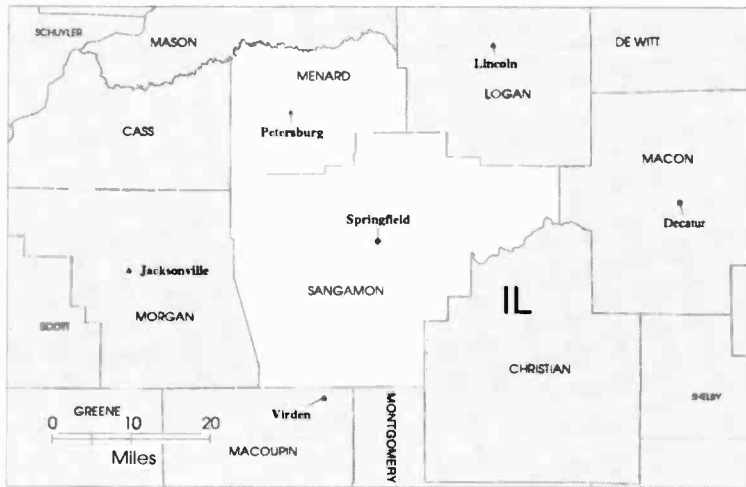 SCHUYLER
MASON
DE WITT
Lincoln
MENARD
LOGAN
Petersburg
CASS
MACON
Springfield
Decatur
Jacksonville
SANGAMON
IL
MORGAN
SCOTT
CHRISTIAN
SHELBY
GREENE
Virden
MONTGOMERY
0 10 20
Miles
MACOUPIN